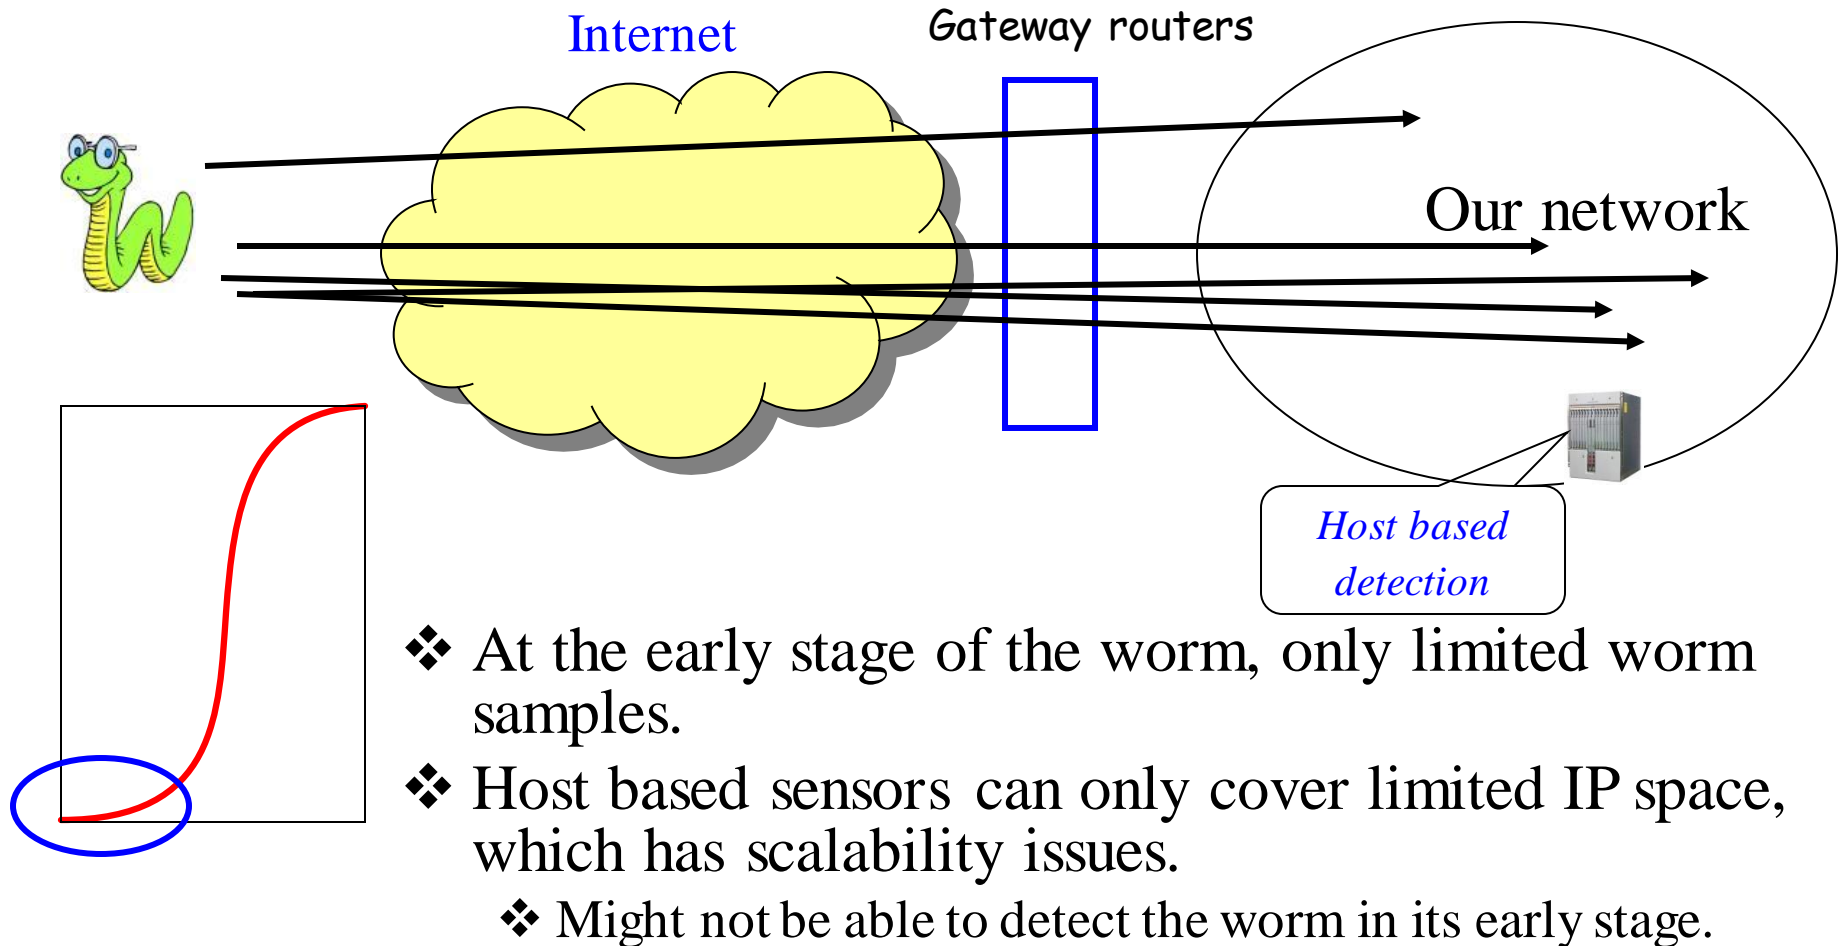 Internet
Gateway routers
Our network
Host based
detection
❖ At the early stage of the worm, only limited worm
samples.
❖ Host based sensors can only cover limited IP space,
which has scalability issues.
❖ Might not be able to detect the worm in its early stage.